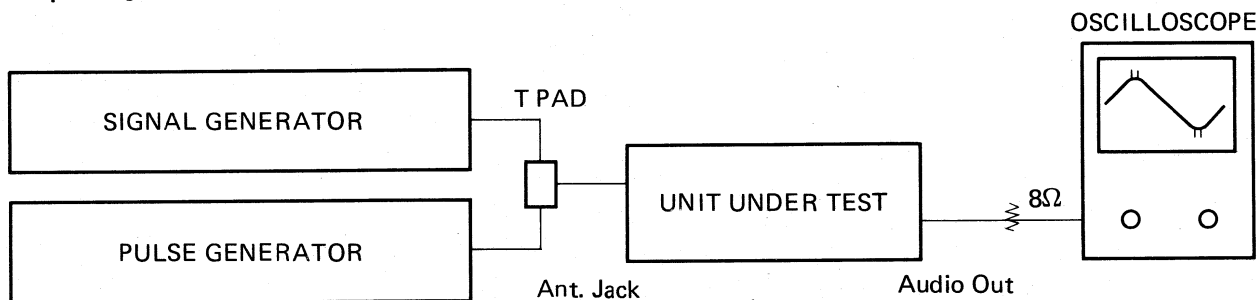 OSCILLOSCOPE
T PAD
SIGNAL GENERATOR
UNIT UNDER TEST
8Ω
PULSE GENERATOR
Ant. Jack
Audio Out